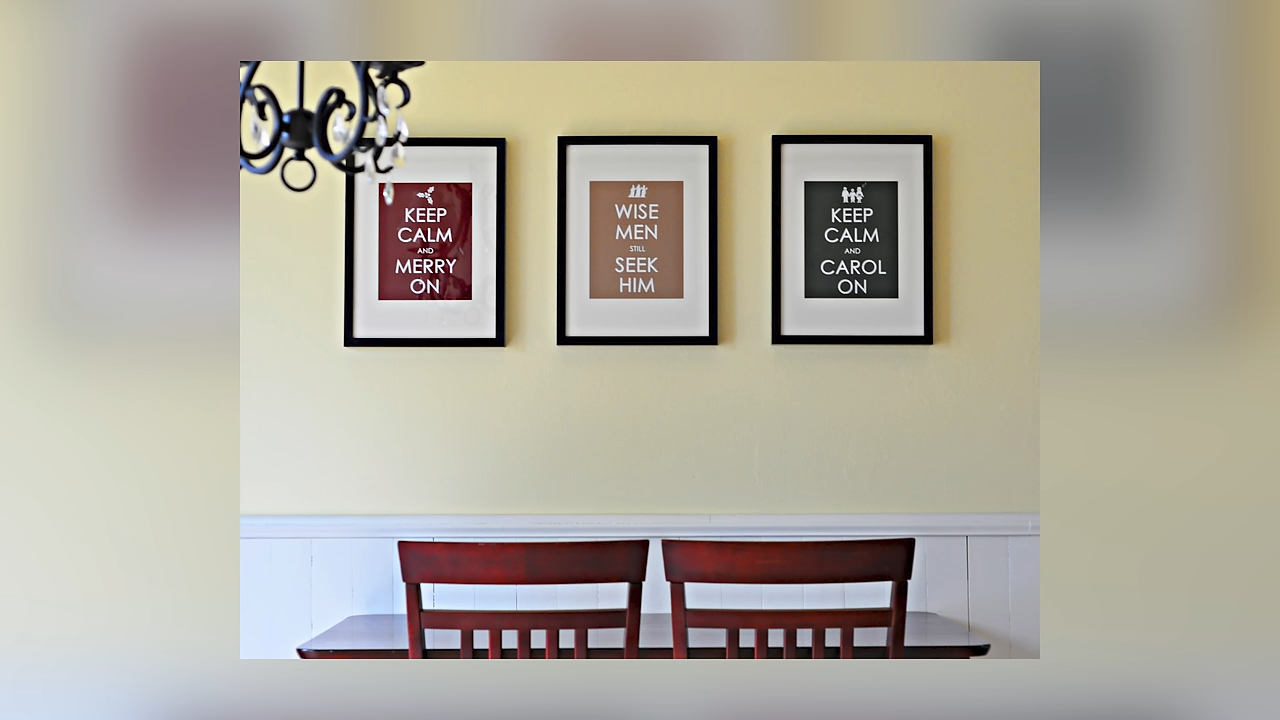 KEEP
CALM
AND
MERRY
ON
WISE
MEN
STILL
SEEK
HIM
KEEP
CALM
AND
CAROL
ON